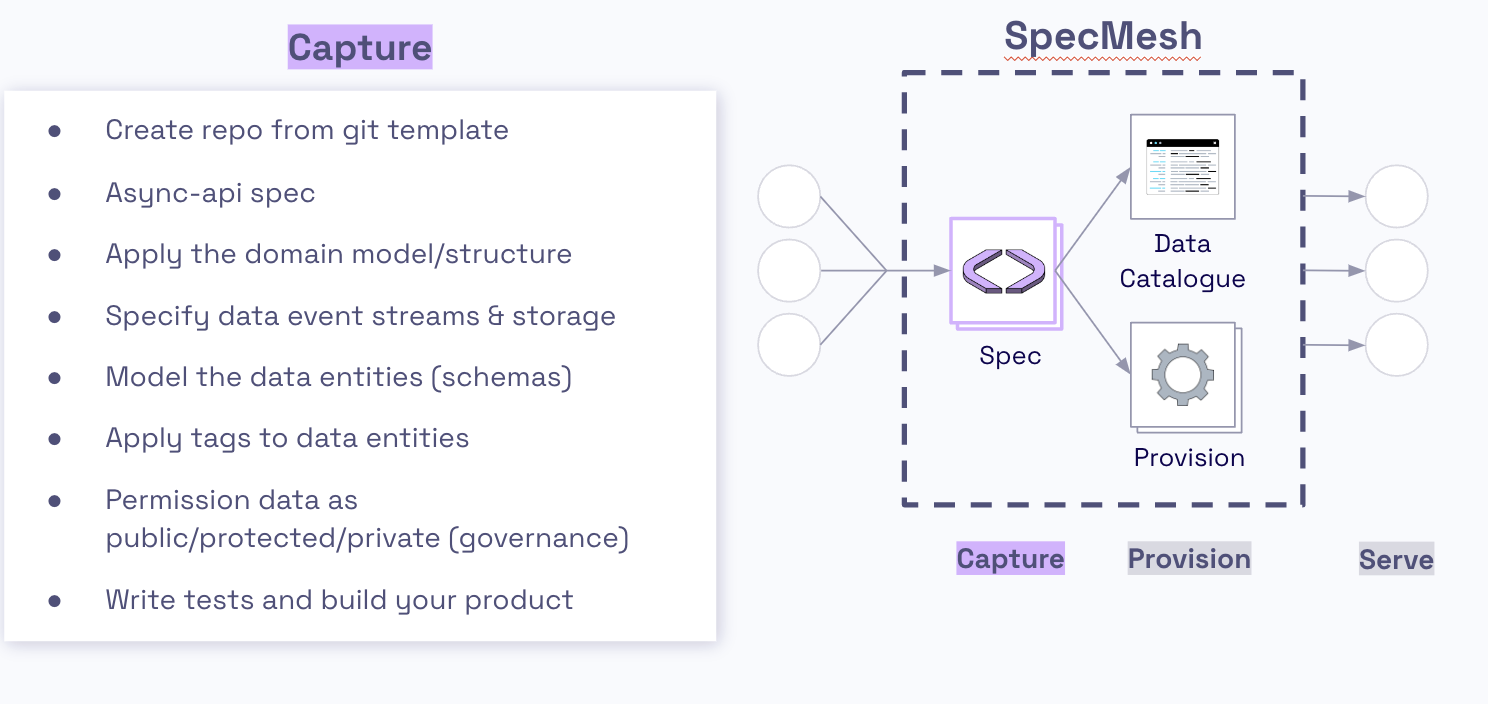 Capture
● Create repo from git template
● Async-api spec
● Apply the domain model/structure
● Specify data event streams & storage
● Model the data entities (schemas)
● Apply tags to data entities
● Permission data as
public/protected/private (governance)
● Write tests and build your product
SpecMesh
Data
Catalogue
Spec
Provision
Capture
Provision
Serve